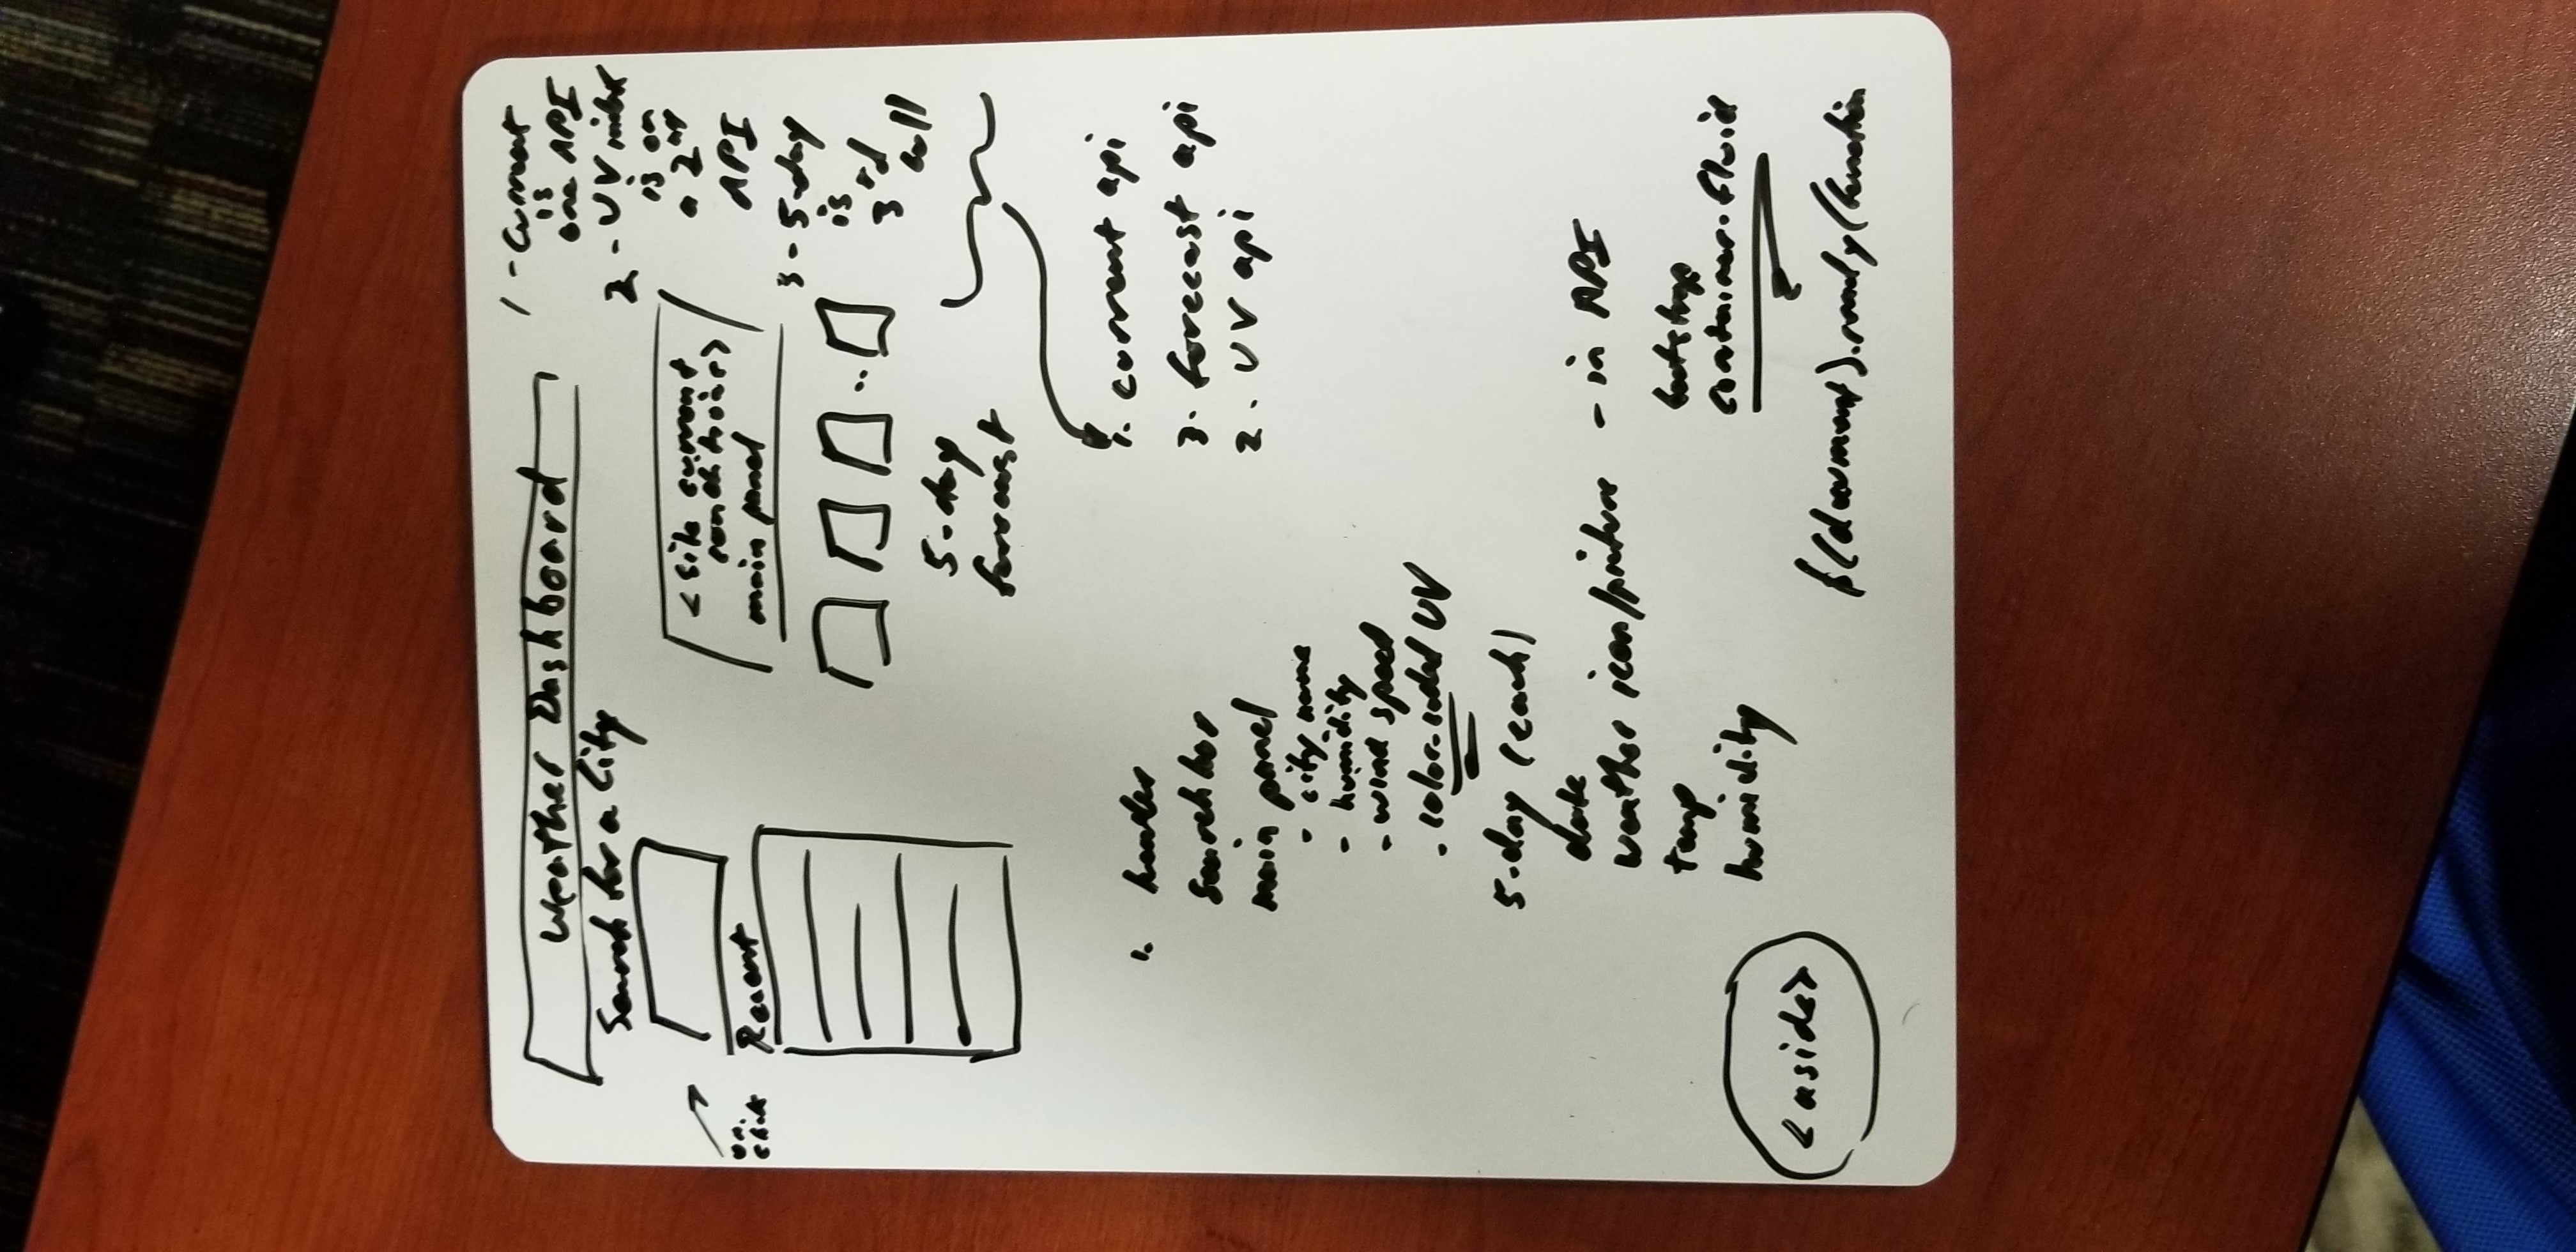 Weather Dashboard
Search for a City
on click
Recent
<site current
conditions>
main panel
5-day
forecast
1 - Current
is
one API
2 - UV index
is on
a 2nd
API
3 - 5-day
is
3rd
call
1. current api
3. forecast api
2. UV api
1. header
search bar
main panel
- city name
- humidity
- wind speed
- color-coded UV
5-day (each)
date
weather icon/picture - in API
temp
humidity
bootstrap
container-fluid
<aside>
$(document).ready(function